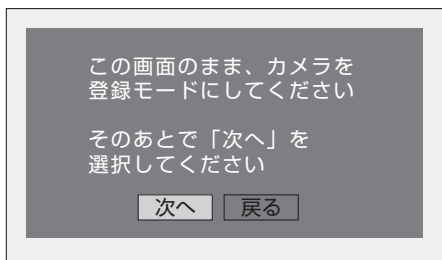 この画面のまま、カメラを
登録モードにしてください
そのあとで「次へ」を
選択してください
次へ 戻る